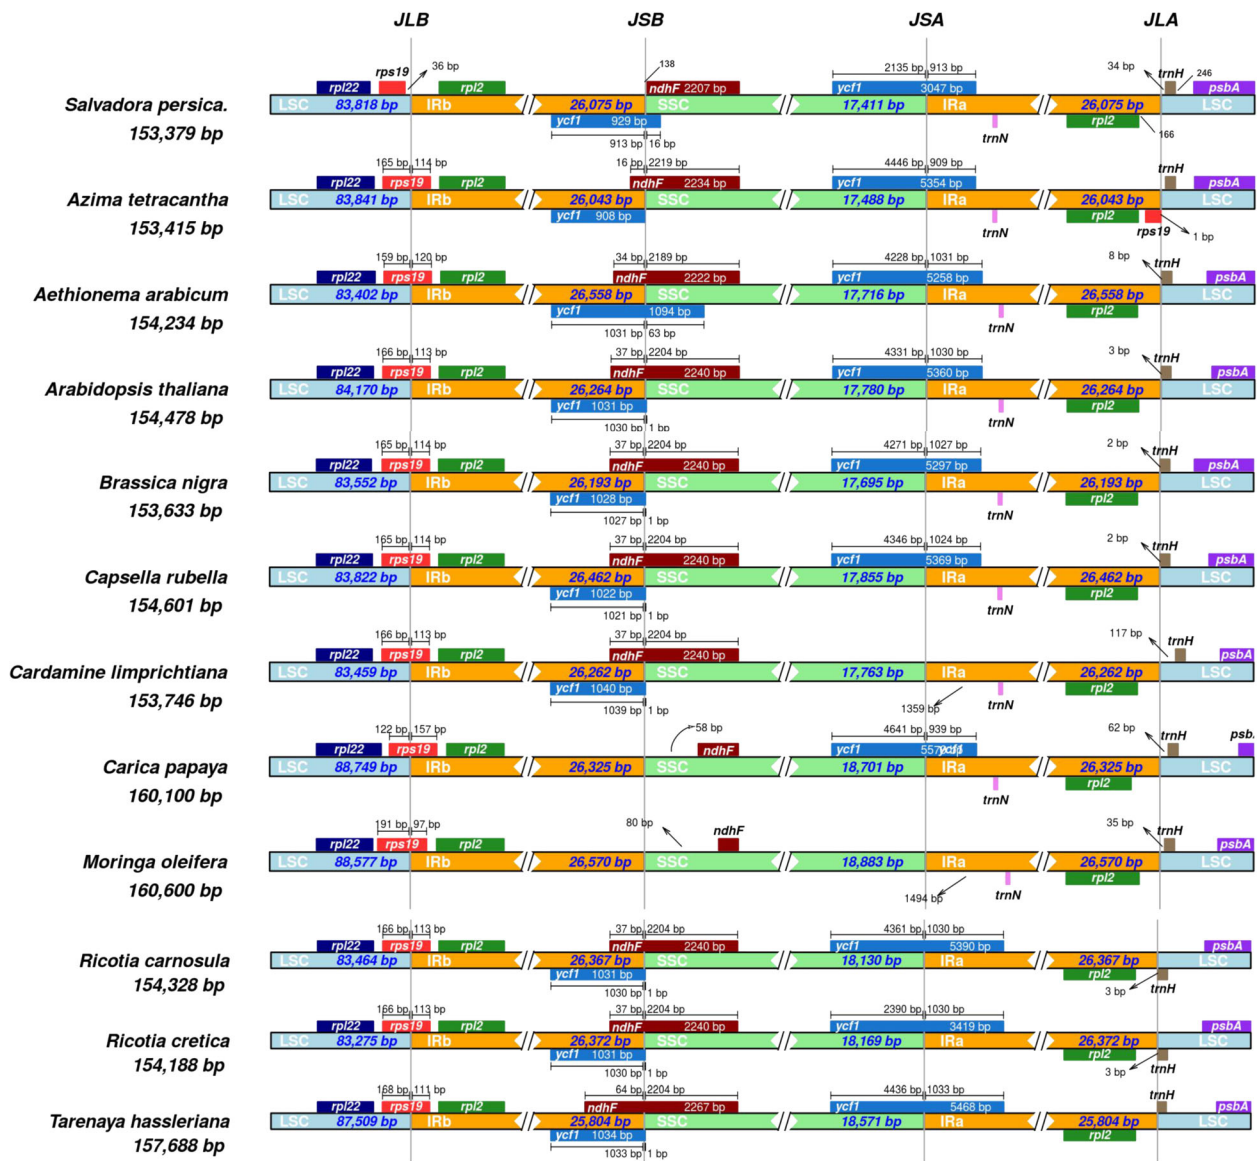 JLB JSB JSA JLA
rps19 36 bp 138 2135 bp 913 bp 34 bp trnH 246
rpl22 rpl2 ndhF 2207 bp ycf1 3047 bp psbA
Salvadora persica. LSC 83,818 bp IRb 26,075 bp SSC 17,411 bp IRa 26,075 bp LSC
153,379 bp ycf1 929 bp trnN rpl2 166
913 bp 16 bp
165 bp 114 bp 16 bp 2219 bp 4446 bp 909 bp trnH
rpl22 rps19 rpl2 ndhF 2234 bp ycf1 5354 bp psbA
Azima tetracantha LSC 83,841 bp IRb 26,043 bp SSC 17,488 bp IRa 26,043 bp LSC
153,415 bp ycf1 908 bp trnN rpl2 rps19 1 bp
159 bp 120 bp 34 bp 2189 bp 4228 bp 1031 bp 8 bp trnH
rpl22 rps19 rpl2 ndhF 2222 bp ycf1 5258 bp psbA
Aethionema arabicum LSC 83,402 bp IRb 26,558 bp SSC 17,716 bp IRa 26,558 bp LSC
154,234 bp ycf1 1094 bp trnN rpl2
1031 bp 63 bp
166 bp 113 bp 37 bp 2204 bp 4331 bp 1030 bp 3 bp trnH
rpl22 rps19 rpl2 ndhF 2240 bp ycf1 5360 bp psbA
Arabidopsis thaliana LSC 84,170 bp IRb 26,264 bp SSC 17,780 bp IRa 26,264 bp LSC
154,478 bp ycf1 1031 bp trnN rpl2
1030 bp 1 bp
165 bp 114 bp 37 bp 2204 bp 4271 bp 1027 bp 2 bp trnH
rpl22 rps19 rpl2 ndhF 2240 bp ycf1 5297 bp psbA
Brassica nigra LSC 83,552 bp IRb 26,193 bp SSC 17,695 bp IRa 26,193 bp LSC
153,633 bp ycf1 1028 bp trnN rpl2
1027 bp 1 bp
165 bp 114 bp 37 bp 2204 bp 4346 bp 1024 bp 2 bp trnH
rpl22 rps19 rpl2 ndhF 2240 bp ycf1 5369 bp psbA
Capsella rubella LSC 83,822 bp IRb 26,462 bp SSC 17,855 bp IRa 26,462 bp LSC
154,601 bp ycf1 1022 bp trnN rpl2
1021 bp 1 bp
166 bp 113 bp 37 bp 2204 bp 117 bp trnH
rpl22 rps19 rpl2 ndhF 2240 bp psbA
Cardamine limprichtiana LSC 83,459 bp IRb 26,262 bp SSC 17,763 bp IRa 26,262 bp LSC
153,746 bp ycf1 1040 bp 1359 bp trnN rpl2
1039 bp 1 bp
122 bp 157 bp 58 bp 4641 bp 939 bp 62 bp trnH psb.
rpl22 rps19 rpl2 ndhF ycf1 ycf1
Carica papaya LSC 88,749 bp IRb 26,325 bp SSC 18,701 bp IRa 26,325 bp LSC
160,100 bp trnN rpl2
191 bp 97 bp 80 bp ndhF 35 bp trnH
rpl22 rps19 rpl2 psbA
Moringa oleifera LSC 88,577 bp IRb 26,570 bp SSC 18,883 bp IRa 26,570 bp LSC
160,600 bp 1494 bp trnN rpl2
166 bp 113 bp 37 bp 2204 bp 4361 bp 1030 bp
rpl22 rps19 rpl2 ndhF 2240 bp ycf1 5390 bp psbA
Ricotia carnosula LSC 83,464 bp IRb 26,367 bp SSC 18,130 bp IRa 26,367 bp LSC
154,328 bp ycf1 1031 bp rpl2 trnH
1030 bp 1 bp 3 bp
166 bp 113 bp 37 bp 2204 bp 2390 bp 1030 bp
rpl22 rps19 rpl2 ndhF 2240 bp ycf1 3419 bp psbA
Ricotia cretica LSC 83,275 bp IRb 26,372 bp SSC 18,169 bp IRa 26,372 bp LSC
154,188 bp ycf1 1031 bp rpl2 trnH
1030 bp 1 bp 3 bp
168 bp 111 bp 64 bp 2204 bp 4436 bp 1033 bp trnH
rpl22 rps19 rpl2 ndhF 2267 bp ycf1 5468 bp psbA
Tarenaya hassleriana LSC 87,509 bp IRb 25,804 bp SSC 18,571 bp IRa 25,804 bp LSC
157,688 bp ycf1 1034 bp rpl2
1033 bp 1 bp